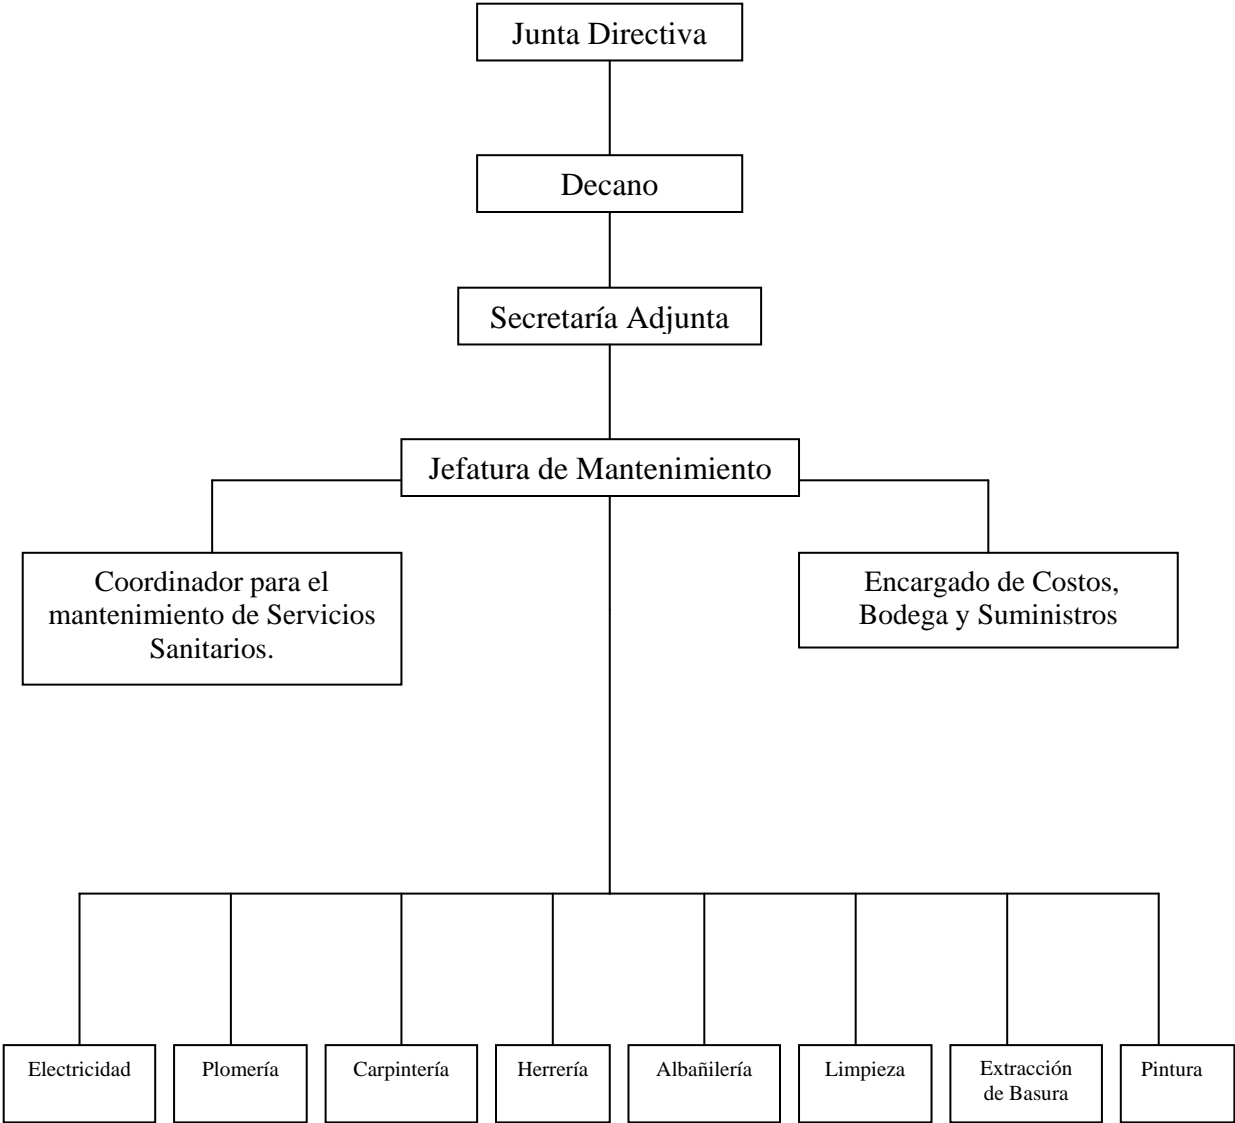 Junta Directiva
Decano
Secretaría Adjunta
Jefatura de Mantenimiento
Coordinador para el
mantenimiento de Servicios
Sanitarios.
Encargado de Costos,
Bodega y Suministros
Electricidad
Plomería
Carpintería
Herrería
Albañilería
Limpieza
Extracción
de Basura
Pintura